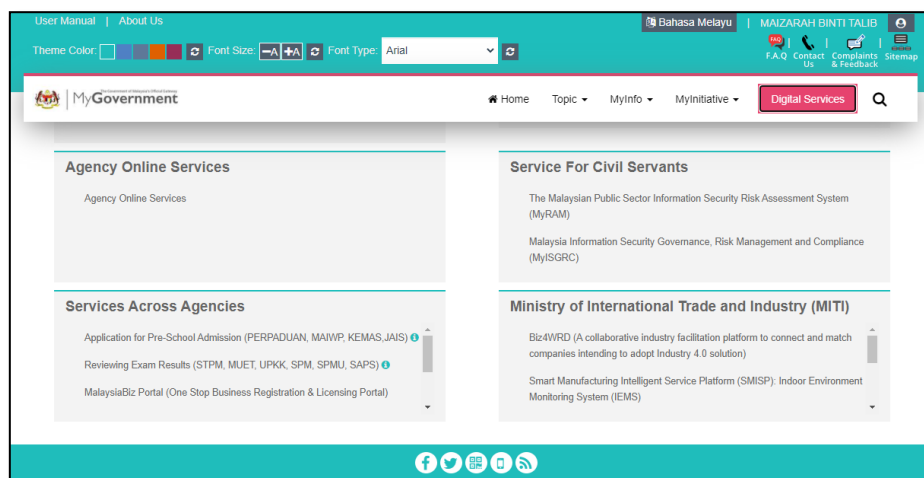 User Manual | About Us
Bahasa Melayu | MAIZARAH BINTI TALIB
Theme Color: Font Size: -A +A Font Type: Arial
FAQ
F.A.Q | Contact Us | Complaints & Feedback | Sitemap
The Government of Malaysia's Official Gateway
MyGovernment
Home Topic MyInfo MyInitiative Digital Services
Agency Online Services
Agency Online Services
Service For Civil Servants
The Malaysian Public Sector Information Security Risk Assessment System
(MyRAM)
Malaysia Information Security Governance, Risk Management and Compliance
(MyISGRC)
Services Across Agencies
Application for Pre-School Admission (PERPADUAN, MAIWP, KEMAS,JAIS)
Reviewing Exam Results (STPM, MUET, UPKK, SPM, SPMU, SAPS)
MalaysiaBiz Portal (One Stop Business Registration & Licensing Portal)
Ministry of International Trade and Industry (MITI)
Biz4WRD (A collaborative industry facilitation platform to connect and match
companies intending to adopt Industry 4.0 solution)
Smart Manufacturing Intelligent Service Platform (SMISP): Indoor Environment
Monitoring System (IEMS)